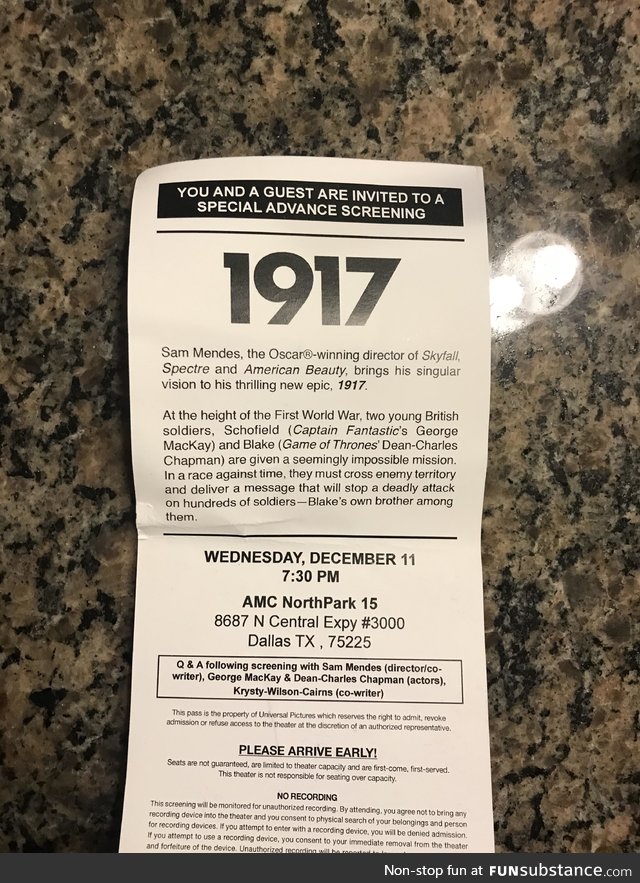 YOU AND A GUEST ARE INVITED TO A
SPECIAL ADVANCE SCREENING
1917
Sam Mendes, the Oscar®-winning director of Skyfall,
Spectre and American Beauty, brings his singular
vision to his thrilling new epic, 1917.
At the height of the First World War, two young British
soldiers, Schofield (Captain Fantastic's George
MacKay) and Blake (Game of Thrones' Dean-Charles
Chapman) are given a seemingly impossible mission.
In a race against time, they must cross enemy territory
and deliver a message that will stop a deadly attack
on hundreds of soldiers—Blake's own brother among
them.
WEDNESDAY, DECEMBER 11
7:30 PM
AMC NorthPark 15
8687 N Central Expy #3000
Dallas TX , 75225
Q & A following screening with Sam Mendes (director/co-
writer), George MacKay & Dean-Charles Chapman (actors),
Krysty-Wilson-Cairns (co-writer)
This pass is the property of Universal Pictures which reserves the right to admit, revoke
admission or refuse access to the theater at the discretion of an authorized representative.
PLEASE ARRIVE EARLY!
Seats are not guaranteed, are limited to theater capacity and are first-come, first-served.
This theater is not responsible for seating over capacity.
NO RECORDING
This screening will be monitored for unauthorized recording. By attending, you agree to not to bring any
recording device into the theater and you consent to physical search of your belongings and person
for recording devices. If you attempt to enter with a recording device, you will be denied admission.
If you attempt to use a recording device, you consent to your immediate removal from the theater
and forfeiture of the device. Unauthorized recording will be reported to
Non-stop fun at FUNsubstance.com